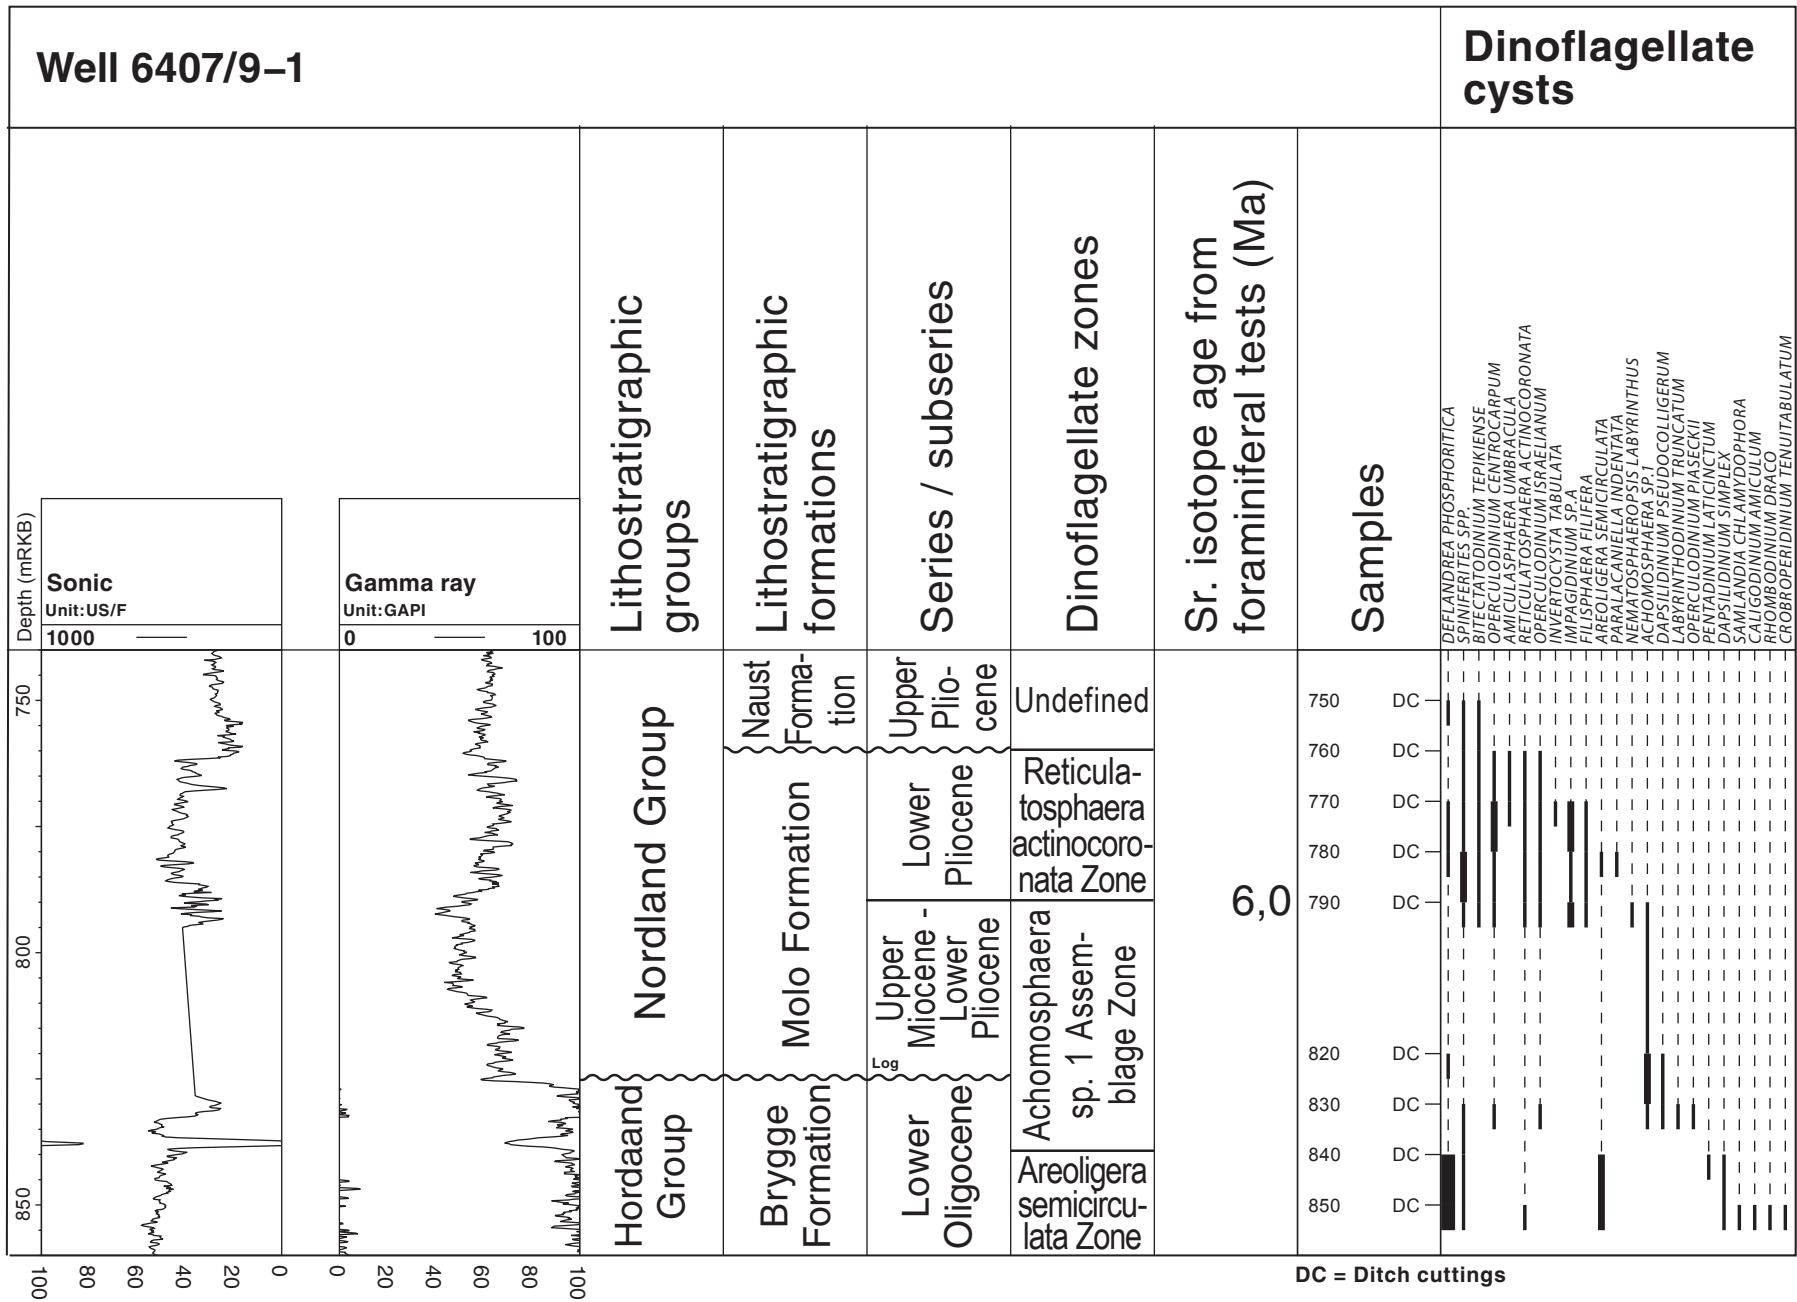 Well 6407/9–1
Dinoflagellate
cysts
Depth (mRKB)
Sonic
Unit:US/F
1000
Gamma ray
Unit:GAPI
0 100
Lithostratigraphic
groups
Lithostratigraphic
formations
Series / subseries
Dinoflagellate zones
Sr. isotope age from
foraminiferal tests (Ma)
Samples
DEFLANDREA PHOSPHORITICA
SPINIFERITES SPP.
BITECTATODINIUM TEPIKIENSE
OPERCULODINIUM CENTROCARPUM
AMICULASPHAERA UMBRACULA
RETICULATOSPHAERA ACTINOCORONATA
OPERCULODINIUM ISRAELIANUM
INVERTOCYSTA TABULATA
IMPAGIDINIUM SP.A
FILISPHAERA FILIFERA
AREOLIGERA SEMICIRCULATA
PARALACANIELLA INDENTATA
NEMATOSPHAEROPSIS LABYRINTHUS
ACHOMOSPHAERA SP.1
DAPSILIDINIUM PSEUDOCOLLIGERUM
LABYRINTHODINIUM TRUNCATUM
OPERCULODINIUM PIASECKII
PENTADINIUM LATICINCTUM
DAPSILIDINIUM SIMPLEX
SAMLANDIA CHLAMYDOPHORA
CALIGODINIUM AMICULUM
RHOMBODINIUM DRACO
CRIBROPERIDINIUM TENUITABULATUM
750
800
850
Nordland Group
Hordaand
Group
Naust
Forma-
tion
Molo Formation
Brygge
Formation
Upper
Plio-
cene
Lower
Pliocene
Upper
Miocene -
Lower
Pliocene
Log
Lower
Oligocene
Undefined
Reticula-
tosphaera
actinocoro-
nata Zone
Achomosphaera
sp. 1 Assem-
blage Zone
Areoligera
semicircu-
lata Zone
6,0
750 DC
760 DC
770 DC
780 DC
790 DC
820 DC
830 DC
840 DC
850 DC
100 80 60 40 20 0
0 20 40 60 80 100
DC = Ditch cuttings